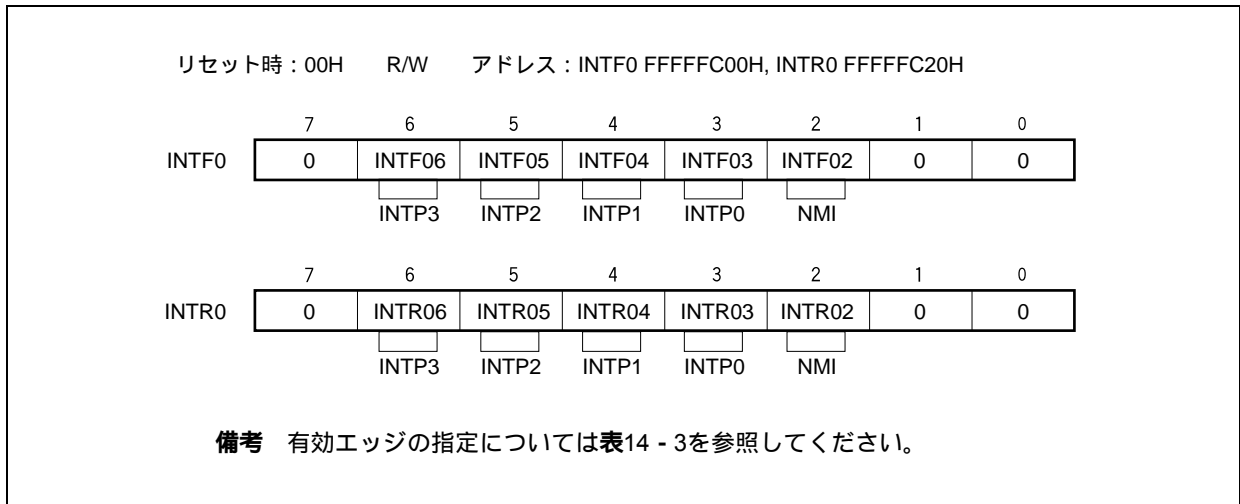 リセット時：00H　　R/W　　アドレス：INTF0 FFFFFC00H, INTR0 FFFFFC20H
7 6 5 4 3 2 1 0
INTF0 0 INTF06 INTF05 INTF04 INTF03 INTF02 0 0
INTP3 INTP2 INTP1 INTP0 NMI
7 6 5 4 3 2 1 0
INTR0 0 INTR06 INTR05 INTR04 INTR03 INTR02 0 0
INTP3 INTP2 INTP1 INTP0 NMI
備考　有効エッジの指定については表14 - 3を参照してください。